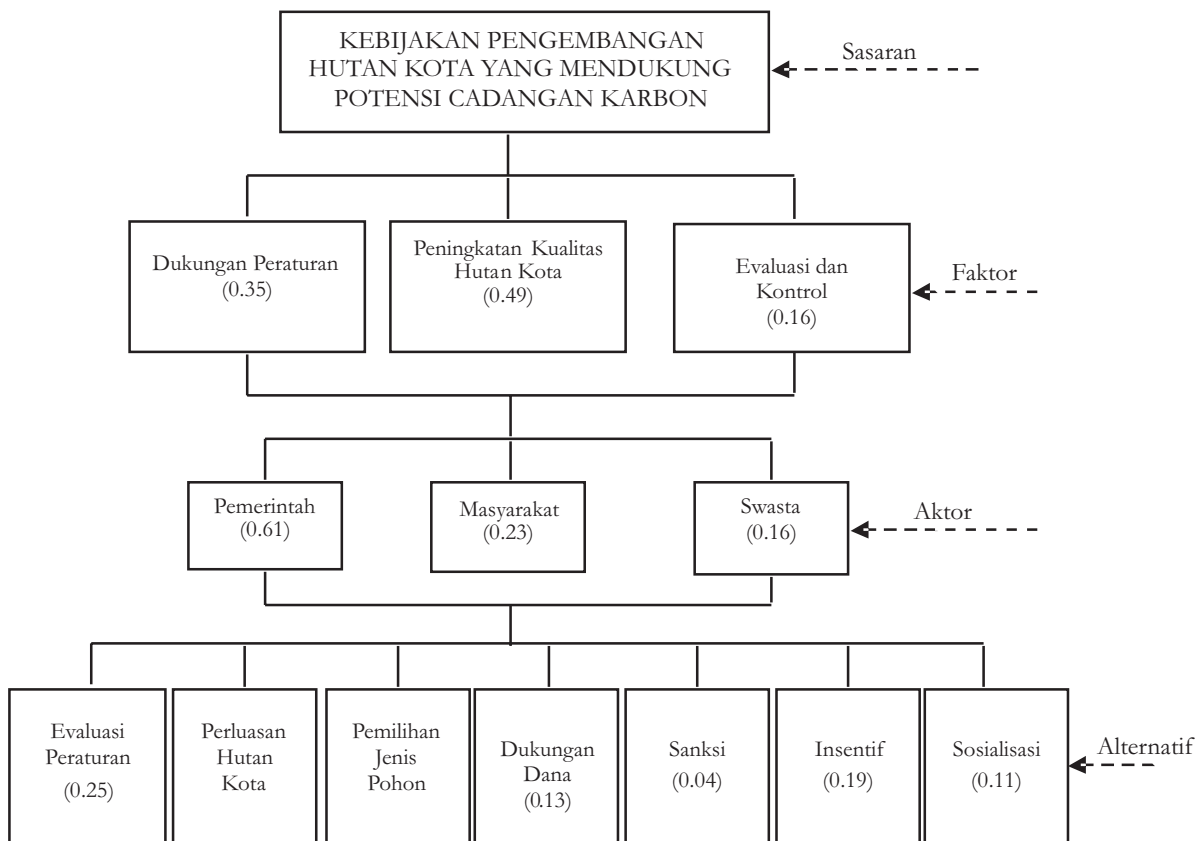 KEBIJAKAN PENGEMBANGAN
HUTAN KOTA YANG MENDUKUNG
POTENSI CADANGAN KARBON
Sasaran
Dukungan Peraturan
(0.35)
Peningkatan Kualitas
Hutan Kota
(0.49)
Evaluasi dan
Kontrol
(0.16)
Faktor
Pemerintah
(0.61)
Masyarakat
(0.23)
Swasta
(0.16)
Aktor
Evaluasi
Peraturan
(0.25)
Perluasan
Hutan
Kota
Pemilihan
Jenis
Pohon
Dukungan
Dana
(0.13)
Sanksi
(0.04)
Insentif
(0.19)
Sosialisasi
(0.11)
Alternatif